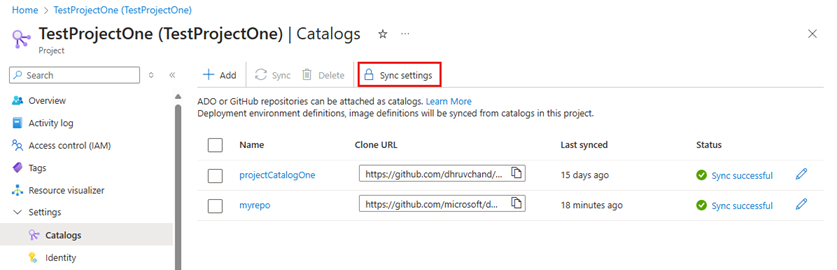 Home > TestProjectOne (TestProjectOne)
TestProjectOne (TestProjectOne) | Catalogs
Project
Search
Add Sync Delete Sync settings
Overview
Activity log
Access control (IAM)
Tags
Resource visualizer
Settings
Catalogs
Identity
ADO or GitHub repositories can be attached as catalogs. Learn More
Deployment environment definitions, image definitions will be synced from catalogs in this project.
Name Clone URL Last synced Status
projectCatalogOne https://github.com/dhruvchand/... 15 days ago Sync successful
myrepo https://github.com/microsoft/d... 18 minutes ago Sync successful